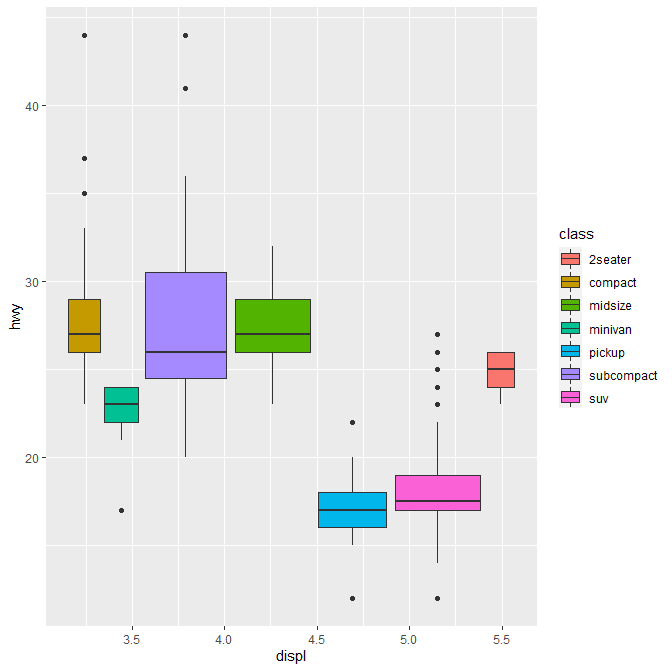 40
30
20
hwy
3.5 4.0 4.5 5.0 5.5
displ
class
2seater
compact
midsize
minivan
pickup
subcompact
suv